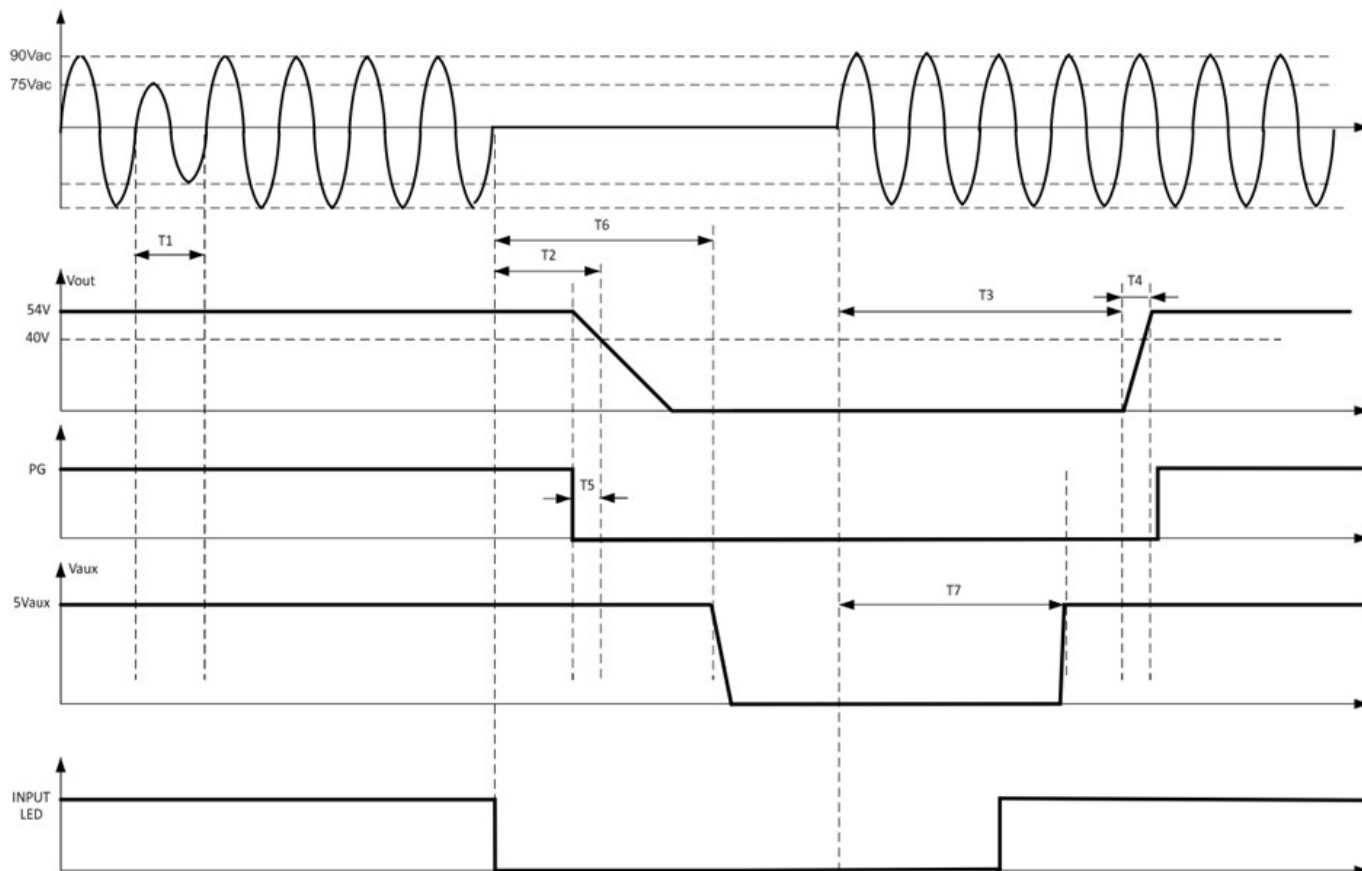 90Vac
75Vac
T1
T6
T2
Vout
54V
40V
T3
T4
PG
T5
Vaux
5Vaux
T7
INPUT
LED